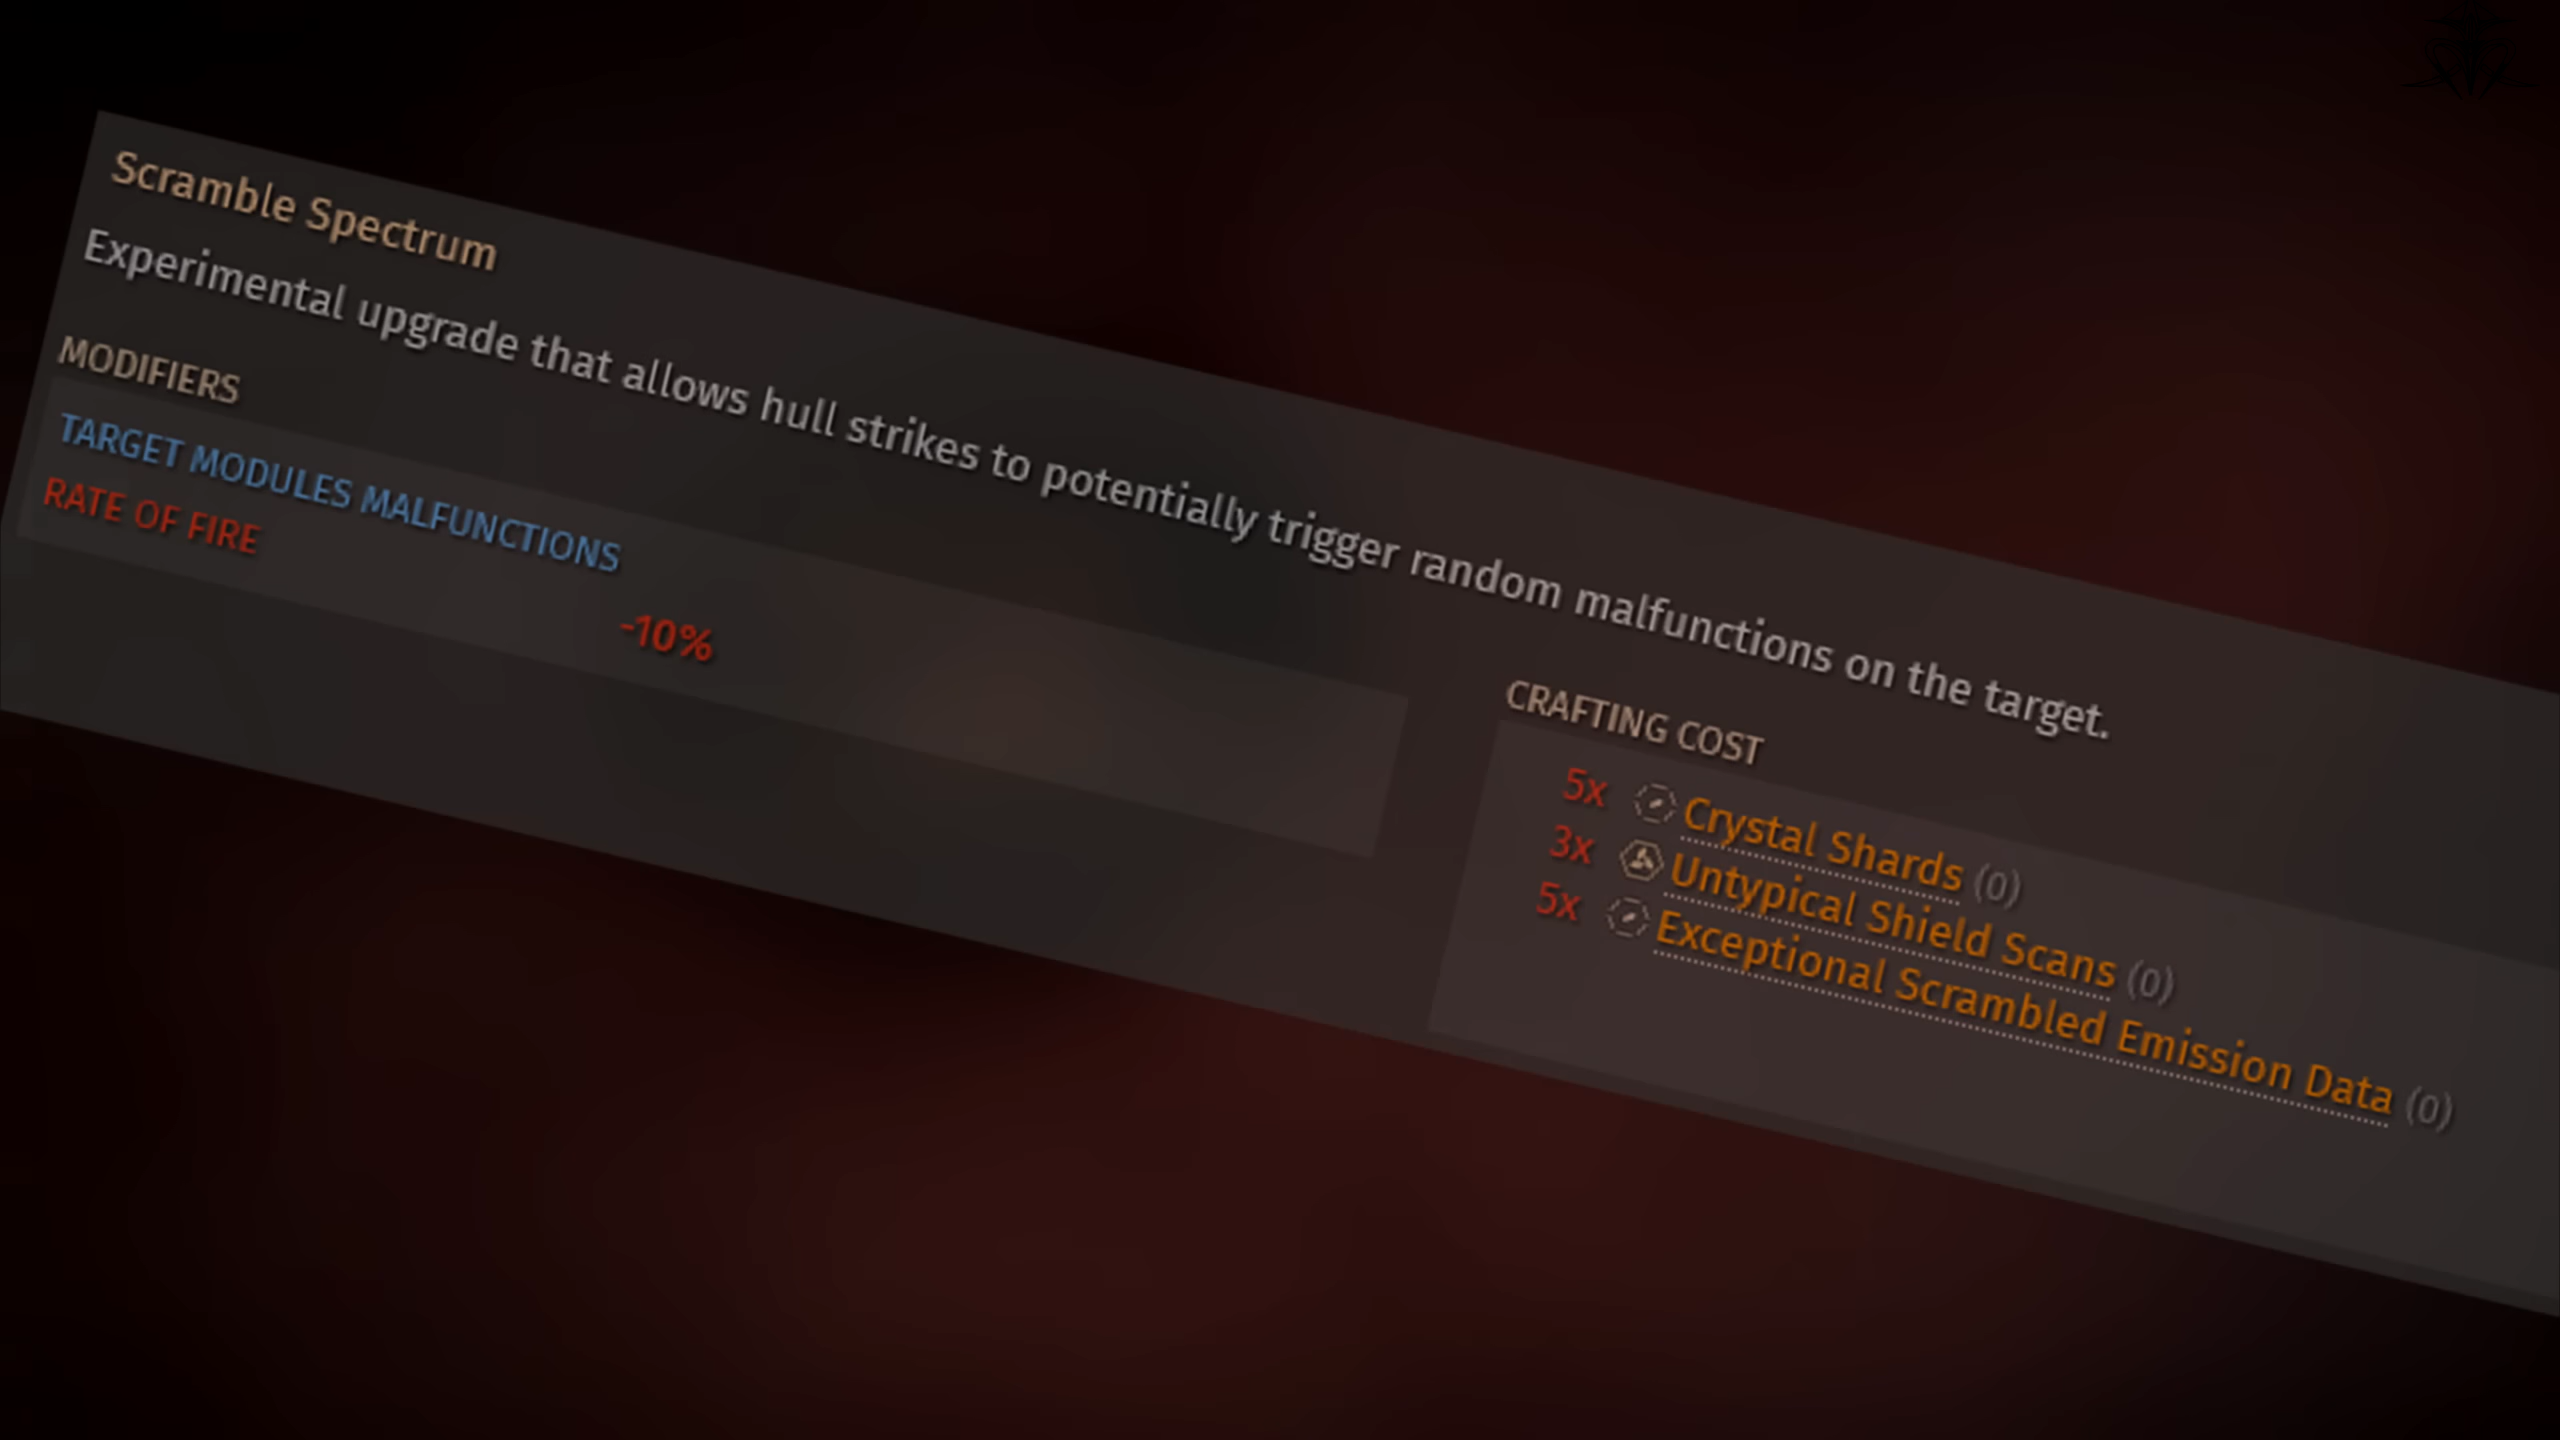 Scramble Spectrum
Experimental upgrade that allows hull strikes to potentially trigger random malfunctions on the target.
MODIFIERS
TARGET MODULES MALFUNCTIONS
RATE OF FIRE -10%
CRAFTING COST
5x Crystal Shards (0)
3x Untypical Shield Scans (0)
5x Exceptional Scrambled Emission Data (0)